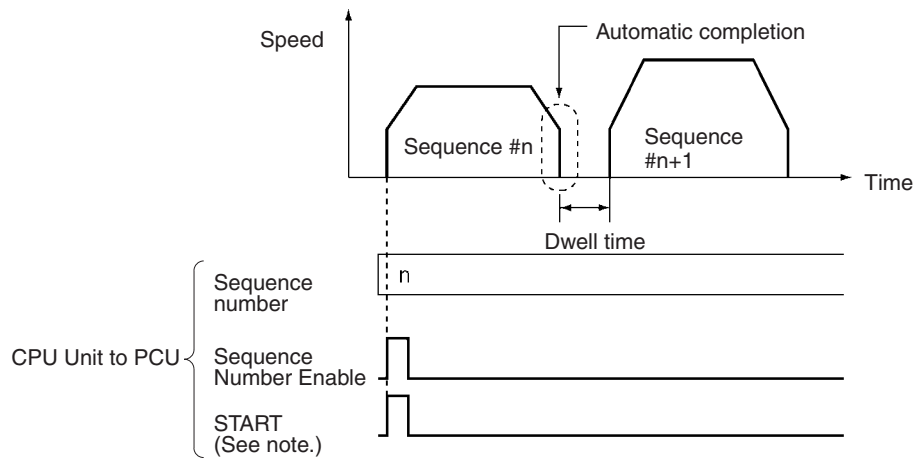 Speed
Automatic completion
Sequence #n
Sequence
#n+1
Time
Dwell time
CPU Unit to PCU
Sequence
number
n
Sequence
Number Enable
START
(See note.)